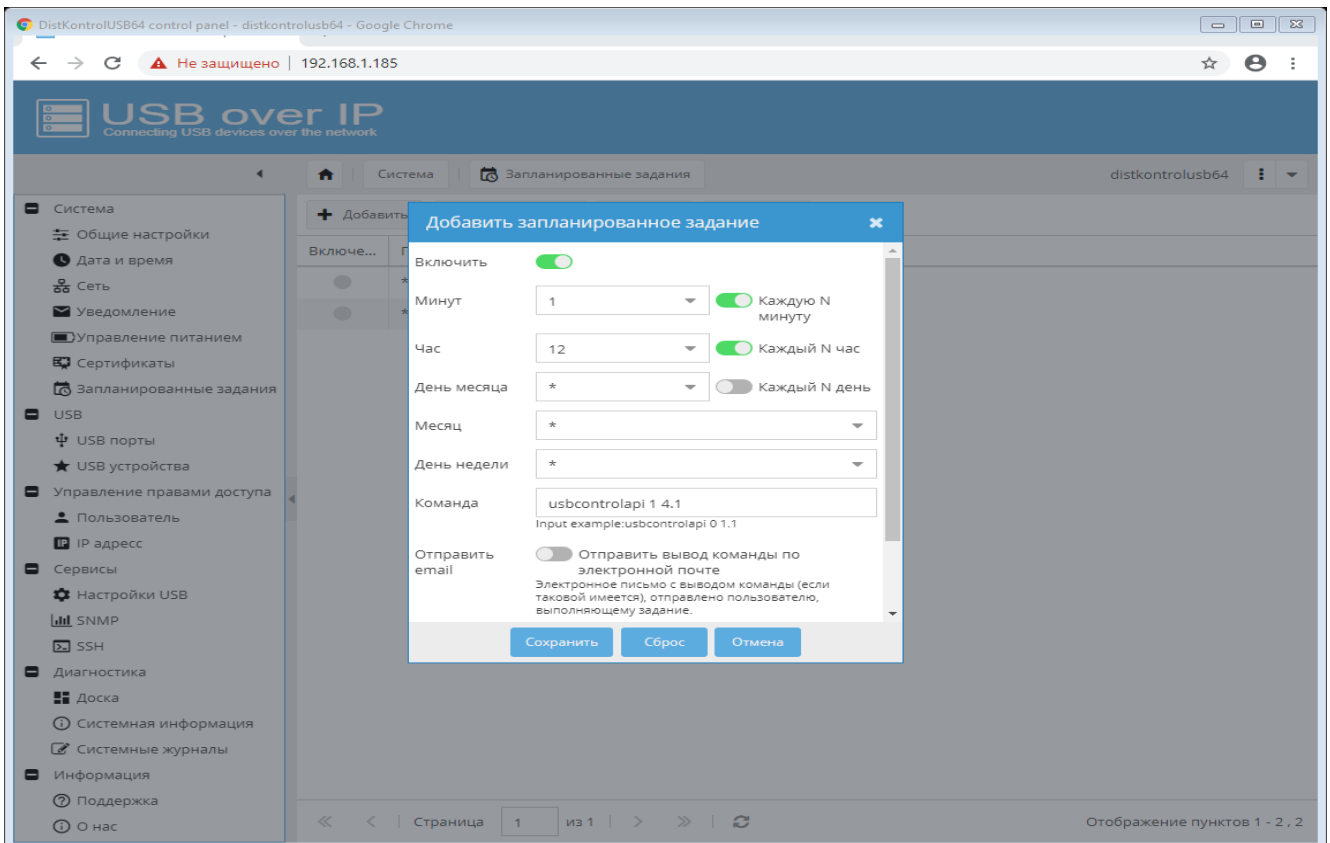 DistKontrolUSB64 control panel - distkontrolusb64 - Google Chrome
Не защищено
192.168.1.185
USB over IP
Connecting USB devices over the network
Система
Запланированные задания
distkontrolusb64
Система
Общие настройки
Дата и время
Сеть
Уведомление
Управление питанием
Сертификаты
Запланированные задания
USB
USB порты
USB устройства
Управление правами доступа
Пользователь
IP адресс
Сервисы
Настройки USB
SNMP
SSH
Диагностика
Доска
Системная информация
Системные журналы
Информация
Поддержка
О нас
Добавить
Включе...
*
*
Добавить запланированное задание
Включить
Минут
1
Каждую N
минуту
Час
12
Каждый N час
День месяца
*
Каждый N день
Месяц
*
День недели
*
Команда
usbcontrolapi 1 4.1
Input example:usbcontrolapi 0 1.1
Отправить
email
Отправить вывод команды по
электронной почте
Электронное письмо с выводом команды (если
таковой имеется), отправлено пользователю,
выполняющему задание.
Сохранить
Сброс
Отмена
Страница
1
из 1
Отображение пунктов 1 - 2 , 2